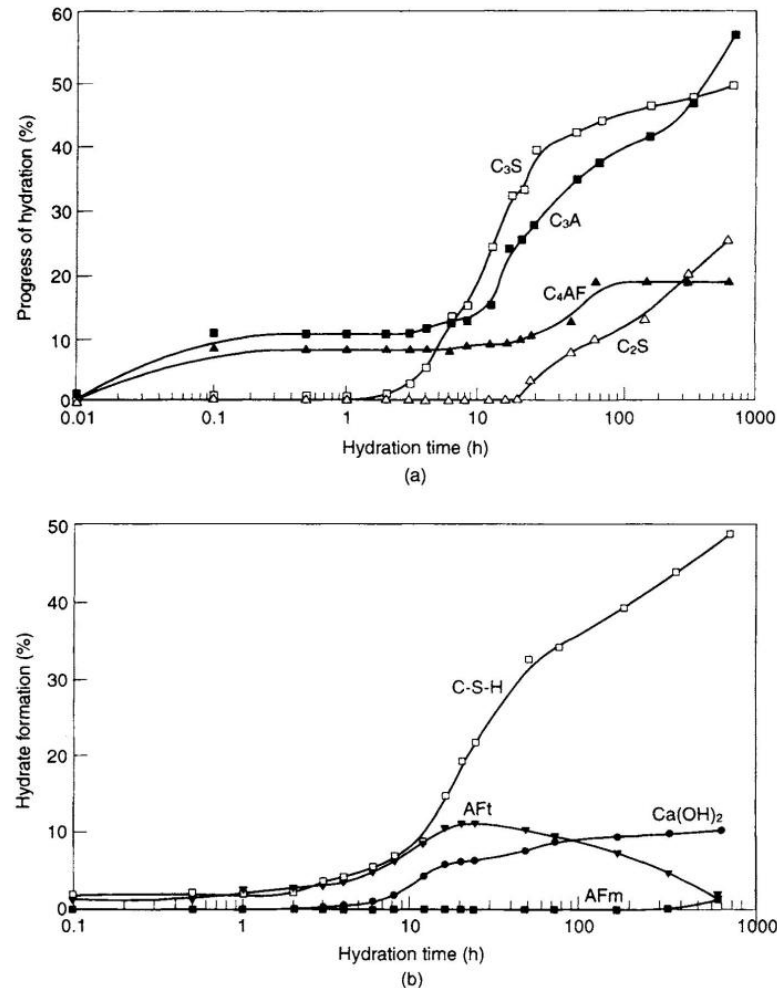 60
50
40
30
20
10
0
Progress of hydration (%)
C₃S
C₃A
C₄AF
C₂S
0.01
0.1
1
10
100
1000
Hydration time (h)
(a)
50
40
30
20
10
0
Hydrate formation (%)
C-S-H
AFt
Ca(OH)₂
AFm
0.1
1
10
100
1000
Hydration time (h)
(b)